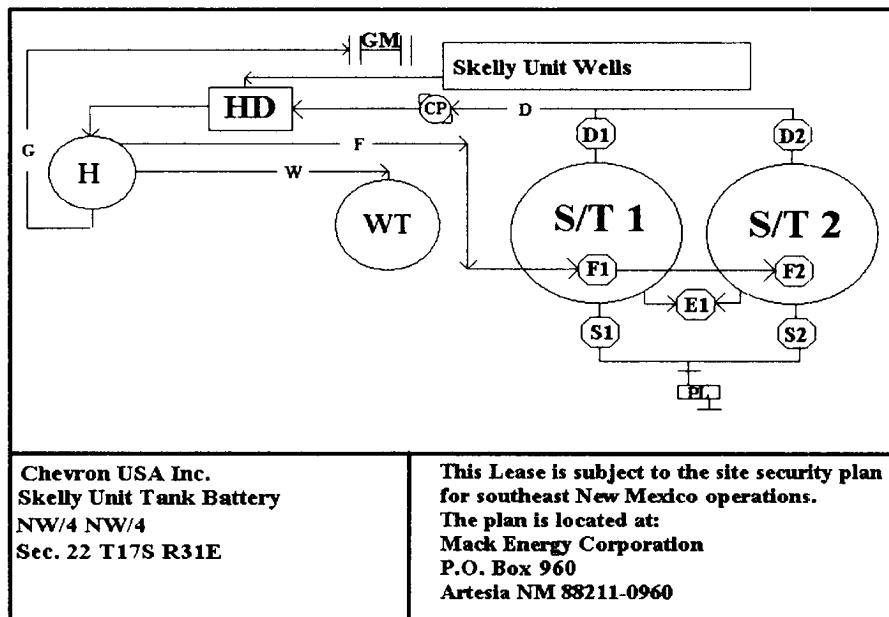 GM
Skelly Unit Wells
HD
CP
D
D1
D2
G
F
H
W
WT
S/T 1
S/T 2
F1
F2
E1
S1
S2
PL
Chevron USA Inc.
Skelly Unit Tank Battery
NW/4 NW/4
Sec. 22 T17S R31E
This Lease is subject to the site security plan
for southeast New Mexico operations.
The plan is located at:
Mack Energy Corporation
P.O. Box 960
Artesia NM 88211-0960